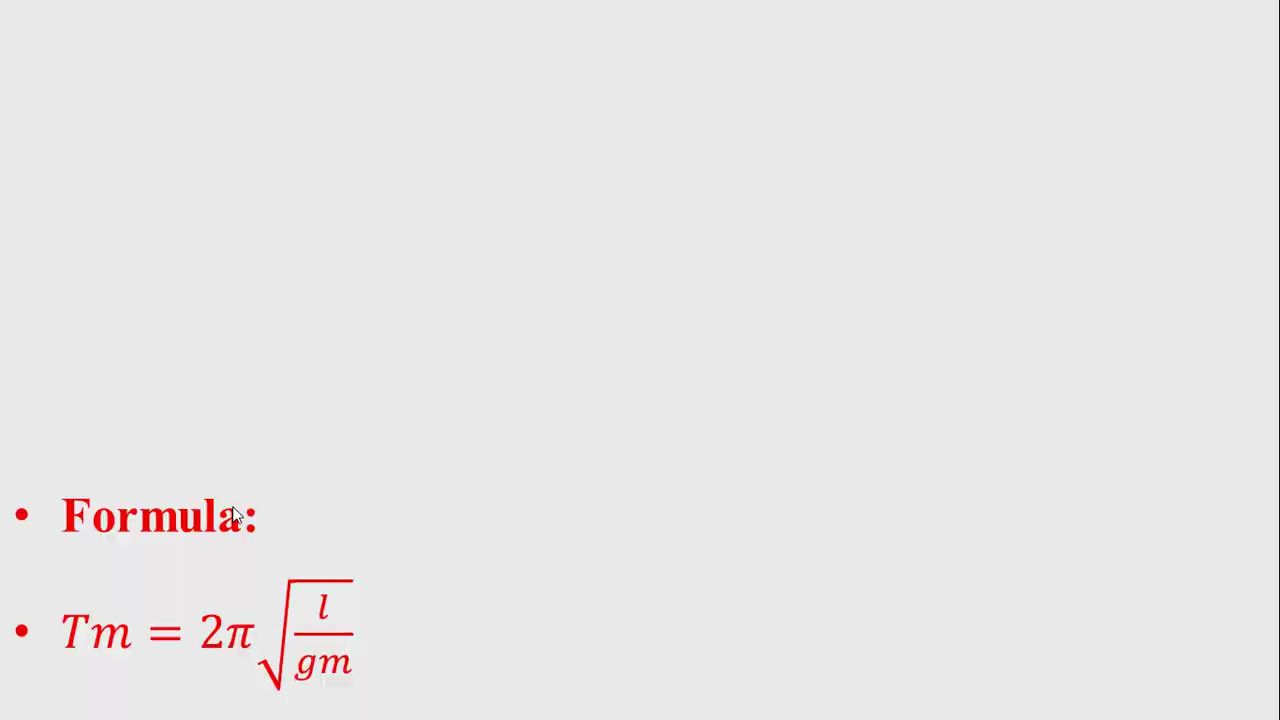 • Formula:
• 𝑇𝑚 = 2𝜋√(𝑙/𝑔𝑚)